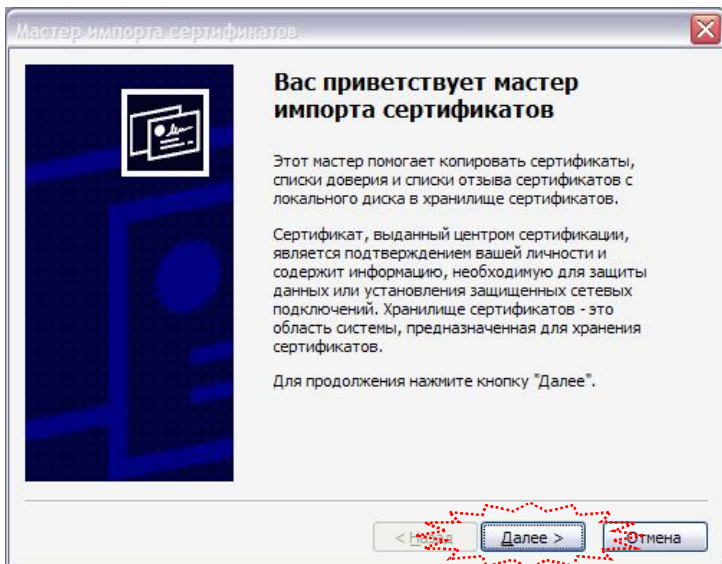 Мастер импорта сертификатов
Вас приветствует мастер
импорта сертификатов
Этот мастер помогает копировать сертификаты,
списки доверия и списки отзыва сертификатов с
локального диска в хранилище сертификатов.
Сертификат, выданный центром сертификации,
является подтверждением вашей личности и
содержит информацию, необходимую для защиты
данных или установления защищенных сетевых
подключений. Хранилище сертификатов - это
область системы, предназначенная для хранения
сертификатов.
Для продолжения нажмите кнопку "Далее".
< Назад Далее > Отмена